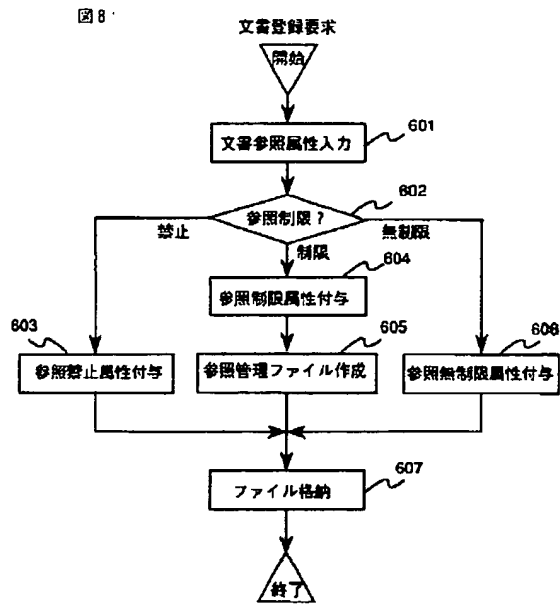 図8
文書登録要求
開始
文書参照属性入力
601
参照制限?
602
禁止
制限
無制限
参照制限属性付与
604
603
参照禁止属性付与
参照管理ファイル作成
605
参照無制限属性付与
606
ファイル格納
607
終了